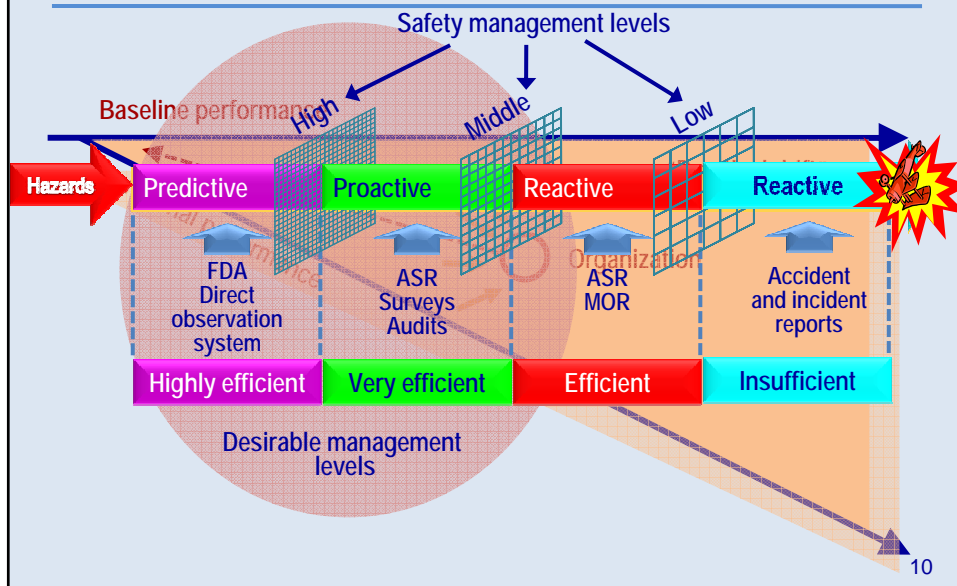 Safety management levels
Baseline performance
High
Middle
Low
Hazards
Predictive
Proactive
Reactive
Reactive
Organization
FDA
Direct
observation
system
ASR
Surveys
Audits
ASR
MOR
Accident
and incident
reports
Highly efficient
Very efficient
Efficient
Insufficient
Desirable management
levels
10